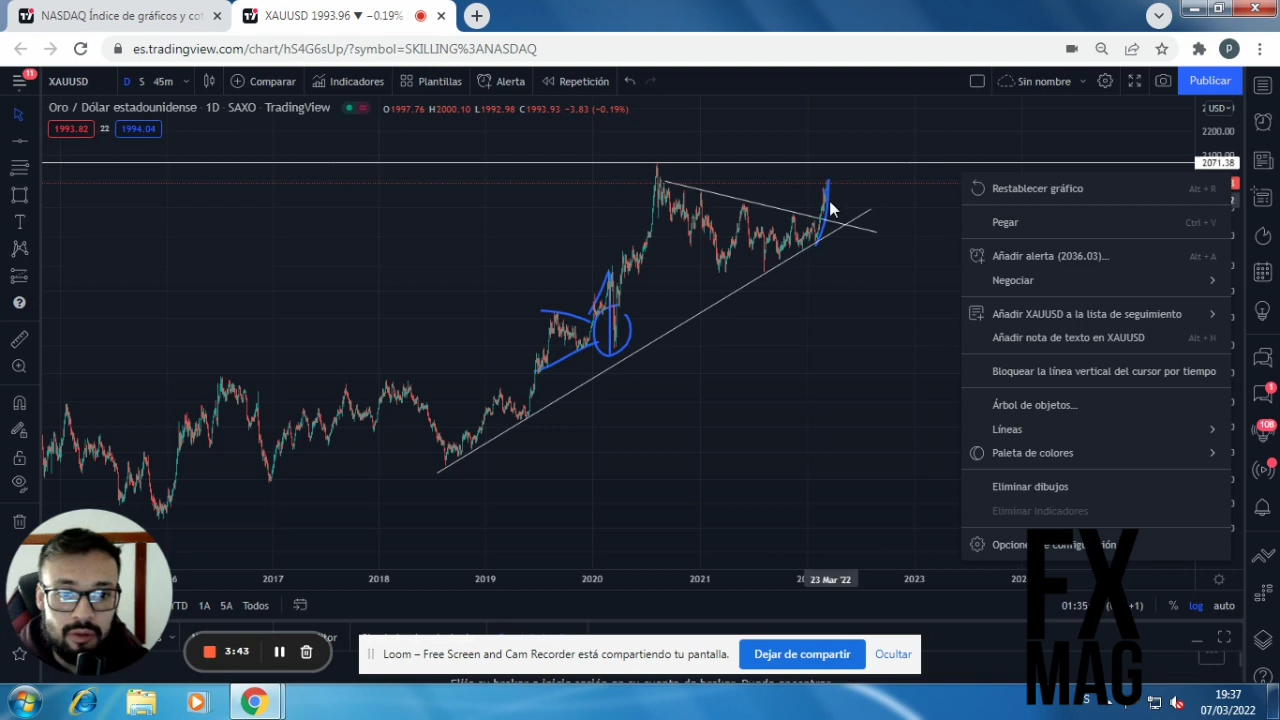 NASDAQ Índice de gráficos y cot
XAUUSD 1993.96 ▼ −0.19%
es.tradingview.com/chart/hS4G6sUp/?symbol=SKILLING%3ANASDAQ
P
11
XAUUSD
D
S
45m
Comparar
Indicadores
Plantillas
Alerta
Repetición
Sin nombre
Publicar
Oro / Dólar estadounidense · 1D · SAXO · TradingView
O1997.76 H2000.10 L1992.98 C1993.93 −3.83 (−0.19%)
USD
1993.82
22
1994.04
2200.00
2100.00
2071.38
Restablecer gráfico Alt + R
Pegar Ctrl + V
Añadir alerta (2036.03)... Alt + A
Negociar
Añadir XAUUSD a la lista de seguimiento
Añadir nota de texto en XAUUSD Alt + H
Bloquear la línea vertical del cursor por tiempo
Árbol de objetos...
Líneas
Paleta de colores
Eliminar dibujos
Eliminar Indicadores
1
108
2017
2018
2019
2020
2021
23 Mar '22
2023
YTD
1A
5A
Todos
%
log
auto
3:43
Loom – Free Screen and Cam Recorder está compartiendo tu pantalla.
Dejar de compartir
Ocultar
FX
MAG
19:37
07/03/2022